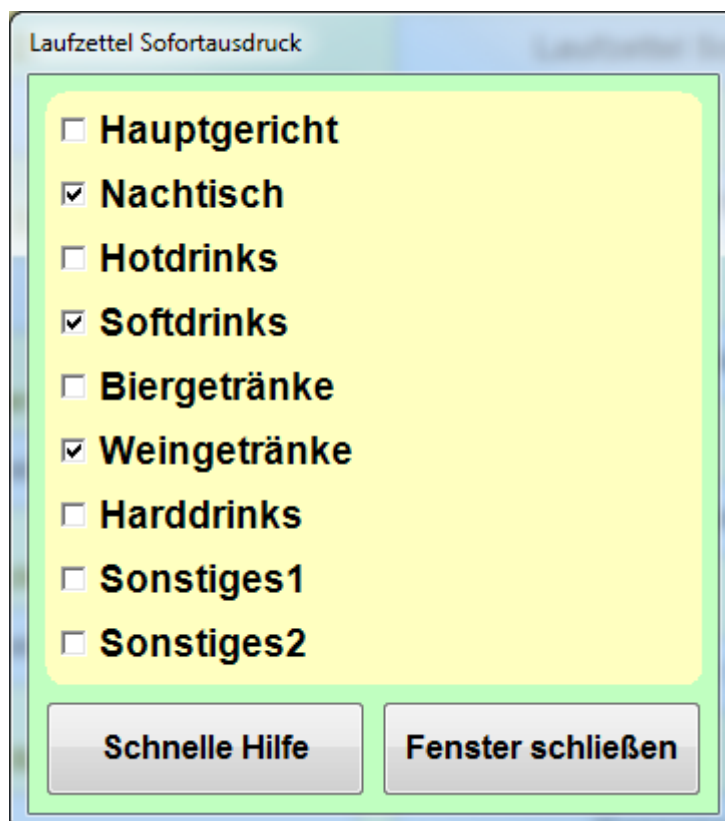 Laufzettel Sofortausdruck
Hauptgericht
Nachtisch
Hotdrinks
Softdrinks
Biergetränke
Weingetränke
Harddrinks
Sonstiges1
Sonstiges2
Schnelle Hilfe
Fenster schließen